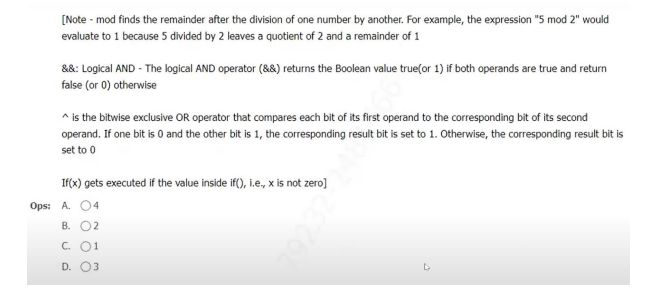 [Note - mod finds the remainder after the division of one number by another. For example, the expression "5 mod 2" would
evaluate to 1 because 5 divided by 2 leaves a quotient of 2 and a remainder of 1
&&: Logical AND - The logical AND operator (&&) returns the Boolean value true(or 1) if both operands are true and return
false (or 0) otherwise
^ is the bitwise exclusive OR operator that compares each bit of its first operand to the corresponding bit of its second
operand. If one bit is 0 and the other bit is 1, the corresponding result bit is set to 1. Otherwise, the corresponding result bit is
set to 0
If(x) gets executed if the value inside if(), i.e., x is not zero]
Ops: A. 4
B. 2
C. 1
D. 3